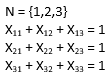 N = {1,2,3}
X₁₁ + X₁₂ + X₁₃ = 1
X₂₁ + X₂₂ + X₂₃ = 1
X₃₁ + X₃₂ + X₃₃ = 1